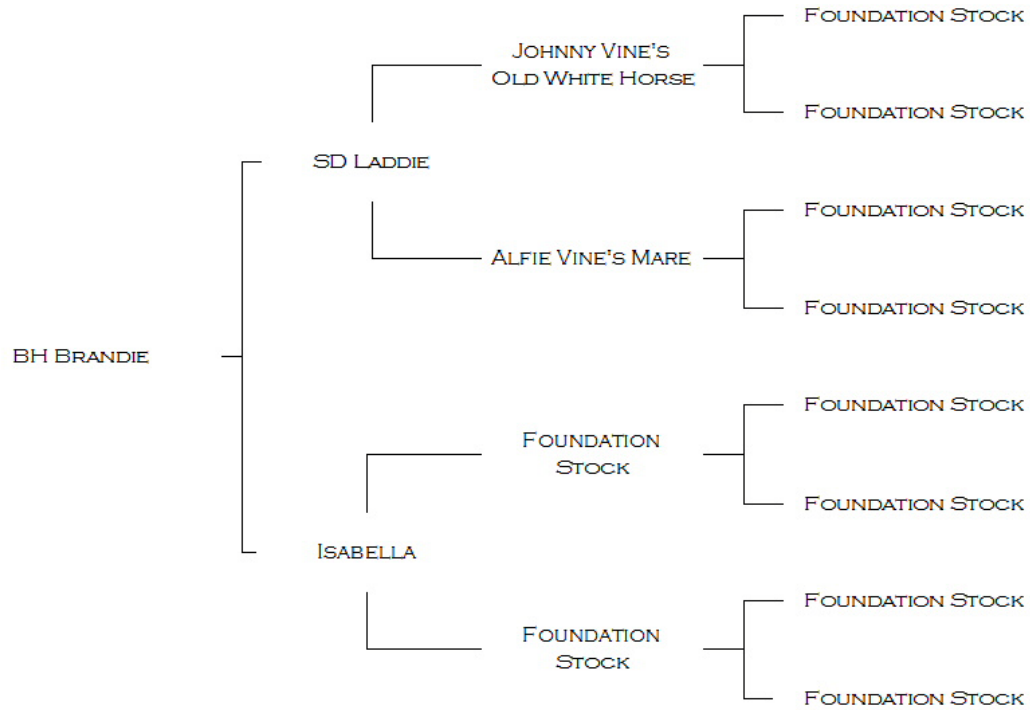 Foundation Stock
Johnny Vine's
Old White Horse
Foundation Stock
SD Laddie
Foundation Stock
Alfie Vine's Mare
Foundation Stock
BH Brandie
Foundation Stock
Foundation
Stock
Foundation Stock
Isabella
Foundation Stock
Foundation
Stock
Foundation Stock